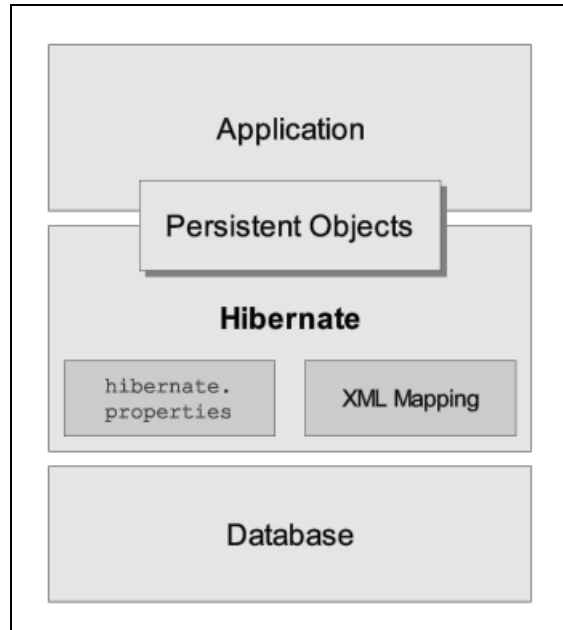 Application
Persistent Objects
Hibernate
hibernate.
properties
XML Mapping
Database